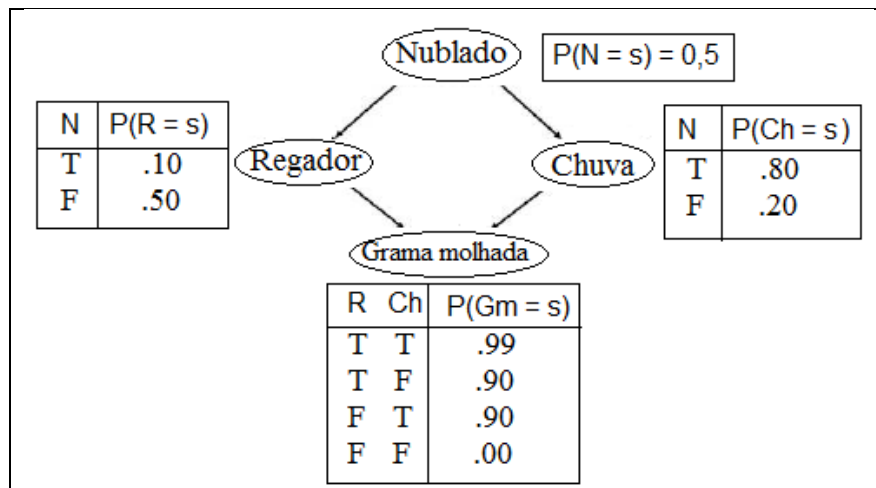 Nublado
P(N = s) = 0,5
N P(R = s)
T .10
F .50
Regador
Chuva
N P(Ch = s)
T .80
F .20
Grama molhada
R Ch P(Gm = s)
T T .99
T F .90
F T .90
F F .00